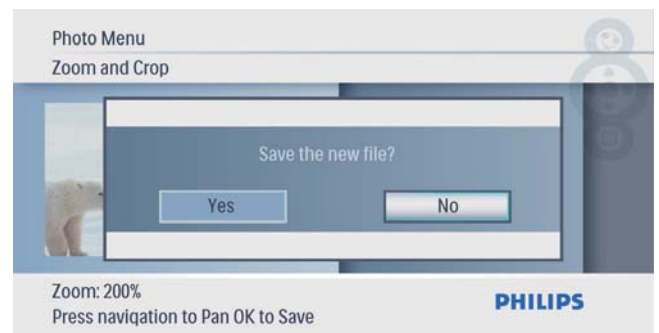 Photo Menu
Zoom and Crop
Save the new file?
Yes
No
Zoom: 200%
Press navigation to Pan OK to Save
PHILIPS